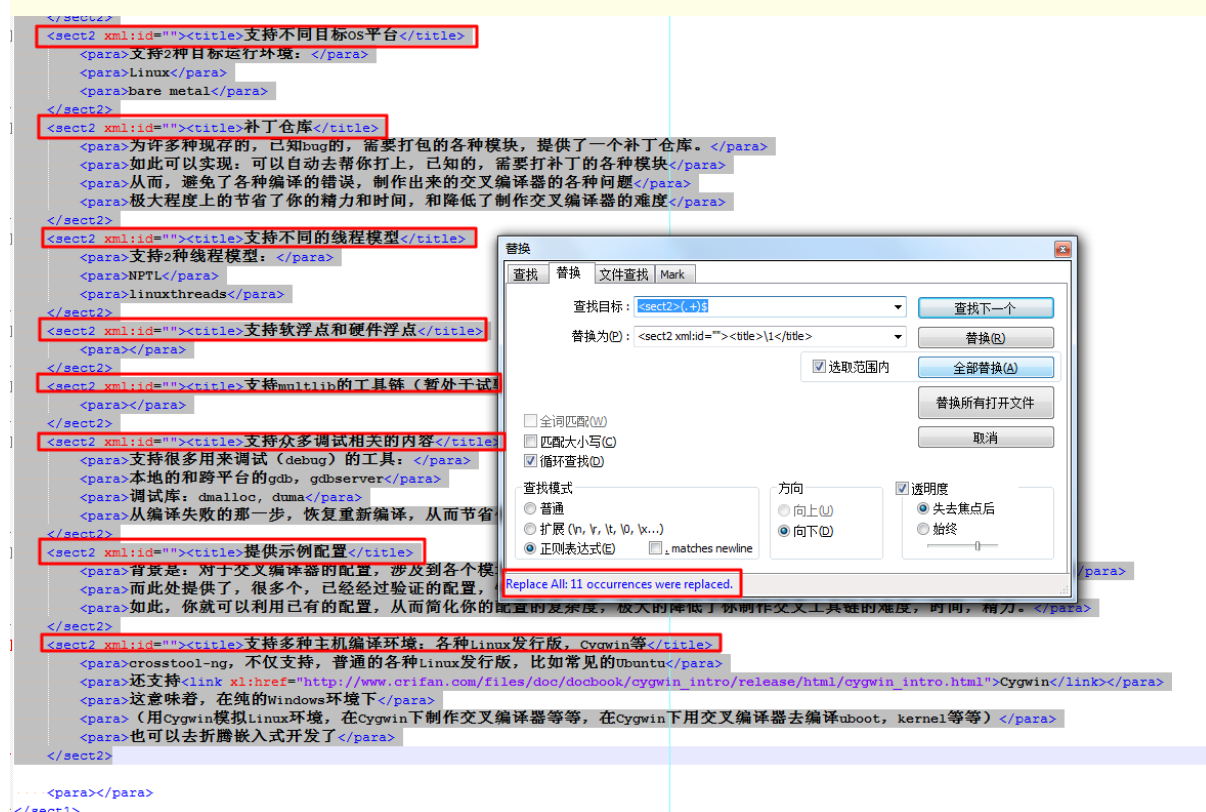 </sect2>
<sect2 xml:id=""><title>支持不同目标OS平台</title>
<para>支持2种目标运行环境：</para>
<para>Linux</para>
<para>bare metal</para>
</sect2>
<sect2 xml:id=""><title>补丁仓库</title>
<para>为许多种现存的，已知bug的，需要打包的各种模块，提供了一个补丁仓库。</para>
<para>如此可以实现：可以自动去帮你打上，已知的，需要打补丁的各种模块</para>
<para>从而，避免了各种编译的错误，制作出来的交叉编译器的各种问题</para>
<para>极大程度上的节省了你的精力和时间，和降低了制作交叉编译器的难度</para>
</sect2>
<sect2 xml:id=""><title>支持不同的线程模型</title>
<para>支持2种线程模型：</para>
<para>NPTL</para>
<para>linuxthreads</para>
</sect2>
<sect2 xml:id=""><title>支持软浮点和硬件浮点</title>
<para></para>
</sect2>
<sect2 xml:id=""><title>支持multlib的工具链（暂处于试
<para></para>
</sect2>
<sect2 xml:id=""><title>支持众多调试相关的内容</title>
<para>支持很多用来调试（debug）的工具：</para>
<para>本地的和跨平台的gdb，gdbserver</para>
<para>调试库：dmalloc, duma</para>
<para>从编译失败的那一步，恢复重新编译，从而节省
</sect2>
<sect2 xml:id=""><title>提供示例配置</title>
<para>背景是：对于交叉编译器的配置，涉及到各个模
/para>
<para>而此处提供了，很多个，已经经过验证的配置，
<para>如此，你就可以利用已有的配置，从而简化你的配置的复杂度，极大的降低了你制作交叉工具链的难度，时间，精力。</para>
</sect2>
<sect2 xml:id=""><title>支持多种主机编译环境：各种Linux发行版，Cygwin等</title>
<para>crosstool-ng，不仅支持，普通的各种Linux发行版，比如常见的Ubuntu</para>
<para>还支持<link xl:href="http://www.crifan.com/files/doc/docbook/cygwin_intro/release/html/cygwin_intro.html">Cygwin</link></para>
<para>这意味着，在纯的Windows环境下</para>
<para>（用Cygwin模拟Linux环境，在Cygwin下制作交叉编译器等等，在Cygwin下用交叉编译器去编译uboot，kernel等等）</para>
<para>也可以去折腾嵌入式开发了</para>
</sect2>
<para></para>
</sect1>
替换
查找 替换 文件查找 Mark
查找目标： <sect2>(.+)$ 查找下一个
替换为(P)： <sect2 xml:id=""><title>\1</title> 替换(R)
选取范围内 全部替换(A)
替换所有打开文件
全词匹配(W)
取消
匹配大小写(C)
循环查找(D)
查找模式 方向 透明度
普通 向上(U) 失去焦点后
扩展 (\n, \r, \t, \0, \x...) 向下(D) 始终
正则表达式(E) . matches newline
Replace All: 11 occurrences were replaced.